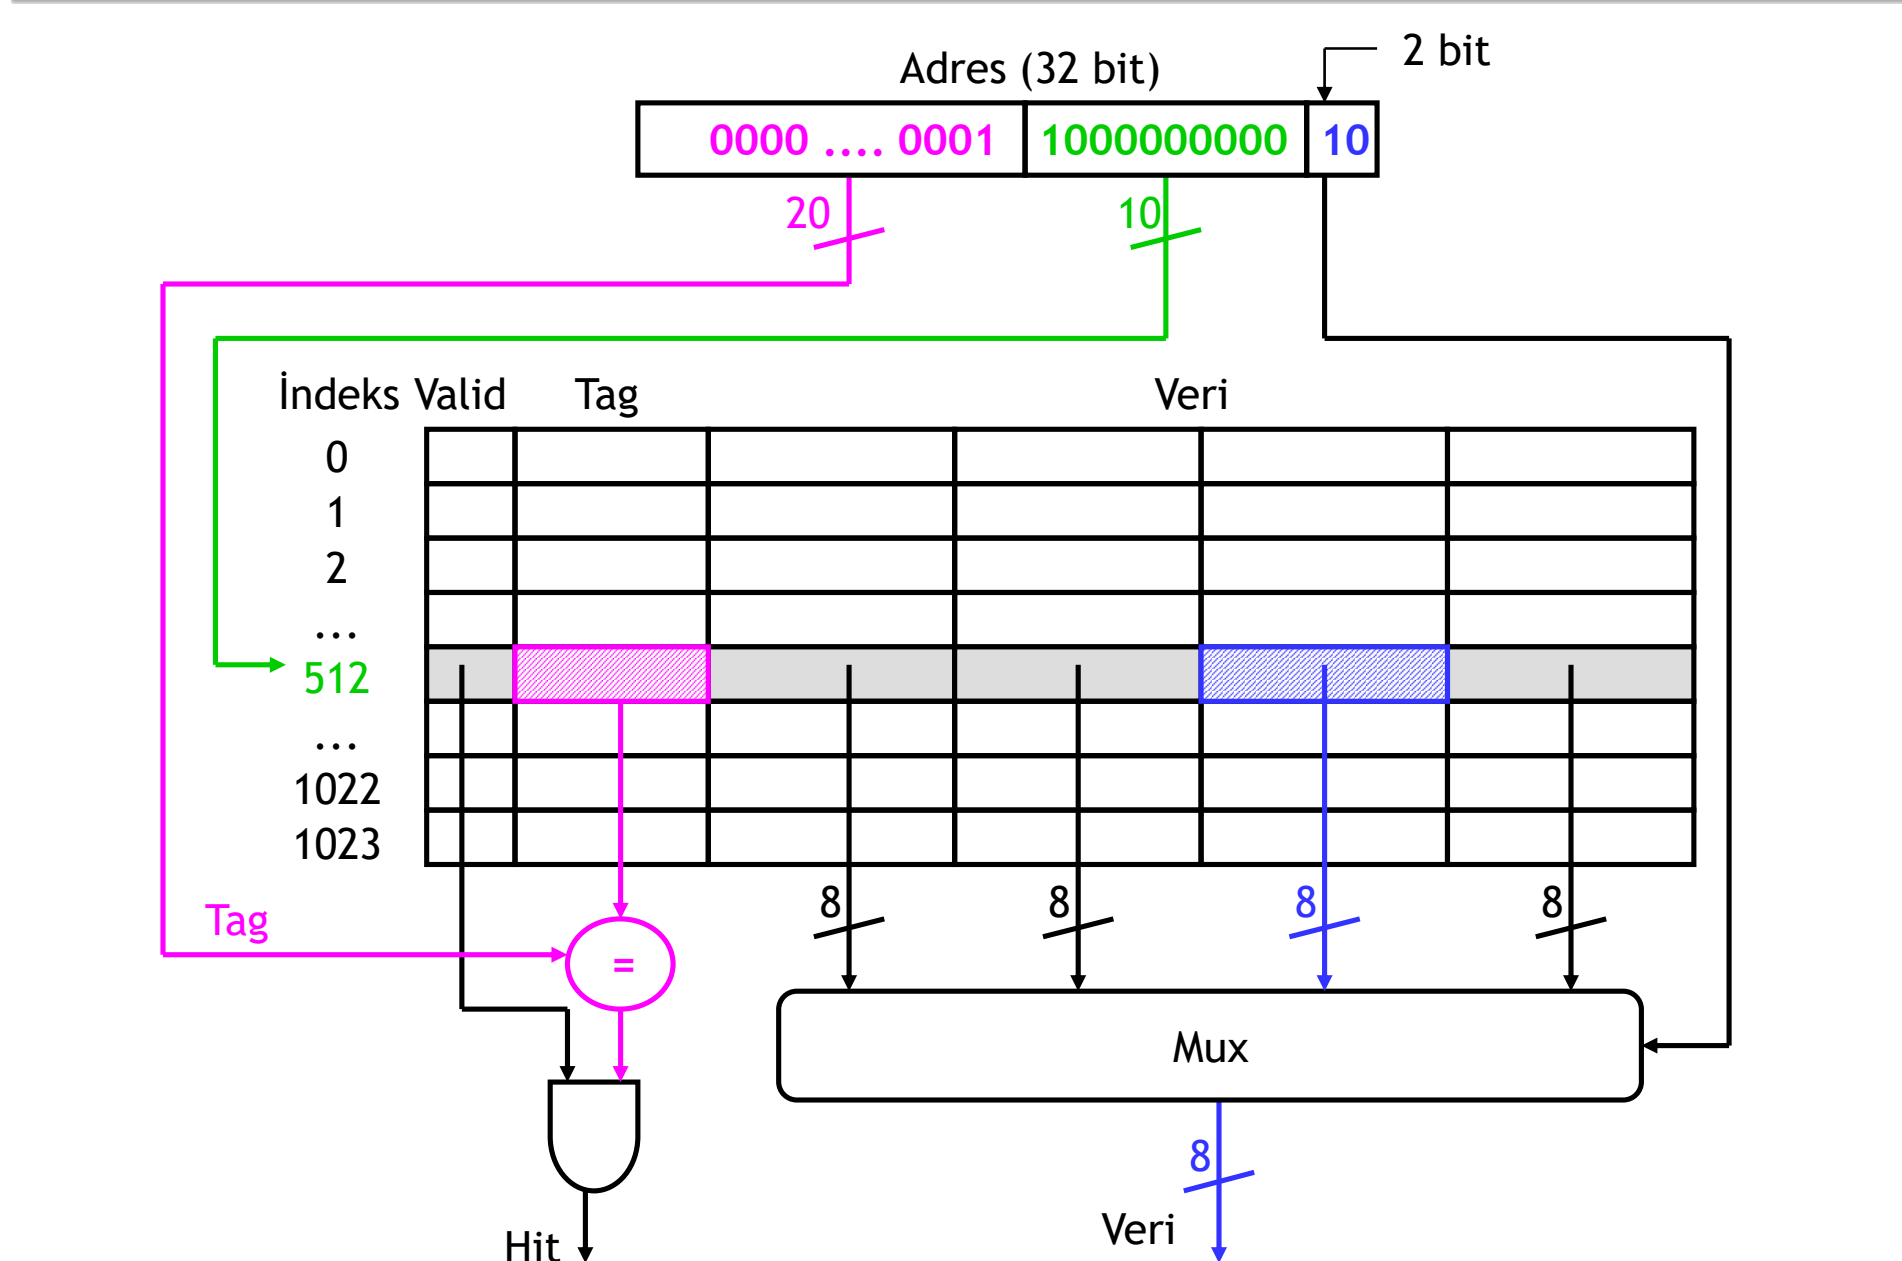 Adres (32 bit)
2 bit
0000 .... 0001 1000000000 10
20
10
İndeks Valid Tag Veri
0
1
2
...
512
...
1022
1023
8 8 8 8
Tag
=
Mux
8
Veri
Hit